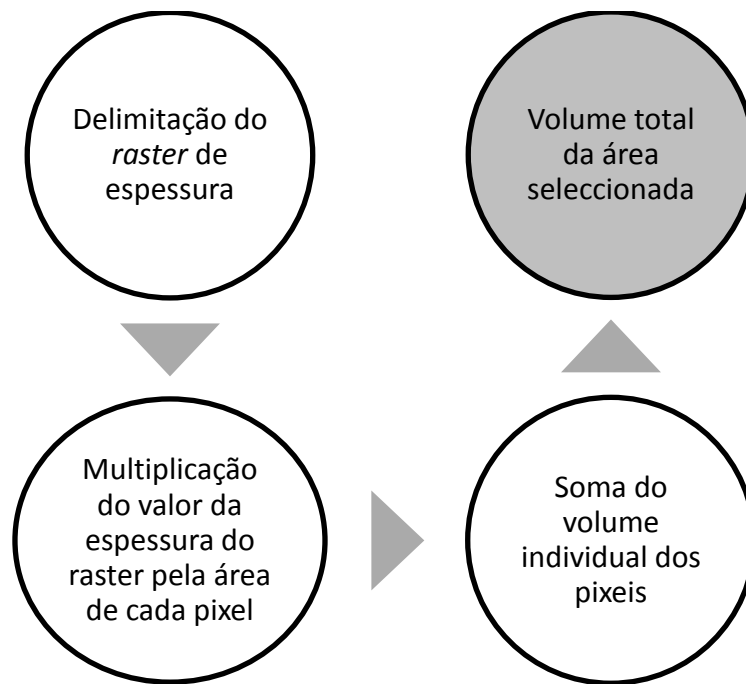 Delimitação do
raster de
espessura
Multiplicação
do valor da
espessura do
raster pela área
de cada pixel
Soma do
volume
individual dos
pixeis
Volume total
da área
seleccionada